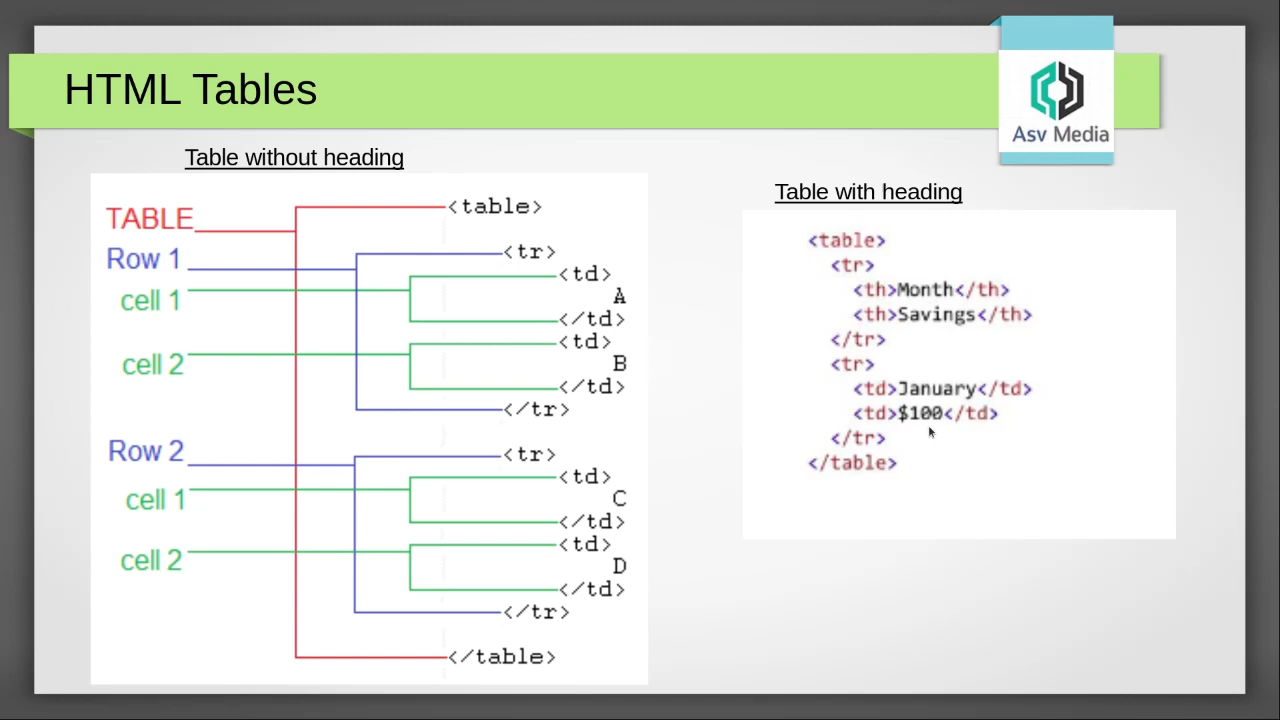 HTML Tables
Asv Media
Table without heading
TABLE
<table>
Row 1
<tr>
cell 1
<td>
A
</td>
cell 2
<td>
B
</td>
</tr>
Row 2
<tr>
cell 1
<td>
C
</td>
cell 2
<td>
D
</td>
</tr>
</table>
Table with heading
<table>
<tr>
<th>Month</th>
<th>Savings</th>
</tr>
<tr>
<td>January</td>
<td>$100</td>
</tr>
</table>